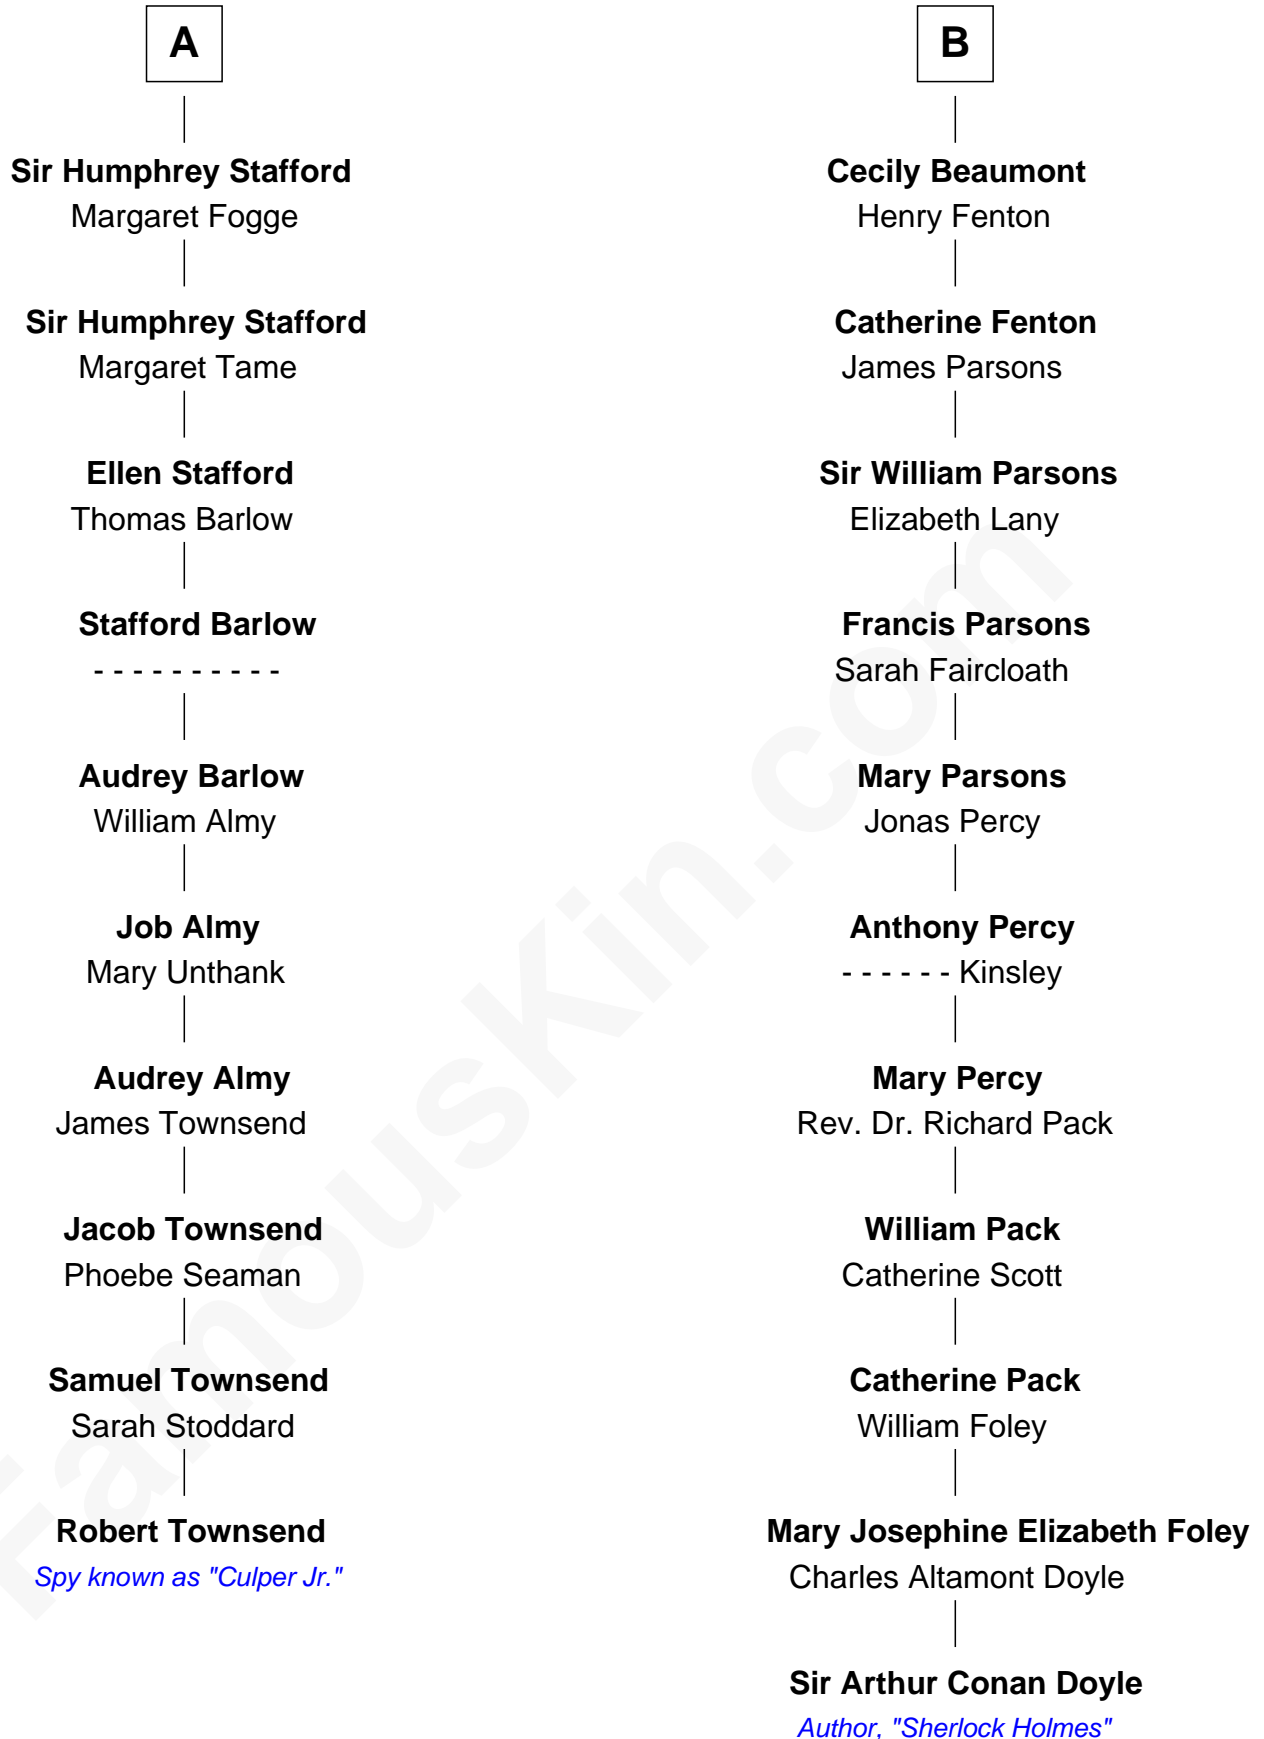 A
Sir Humphrey Stafford
Margaret Fogge
Sir Humphrey Stafford
Margaret Tame
Ellen Stafford
Thomas Barlow
Stafford Barlow
- - - - - - - - - -
Audrey Barlow
William Almy
Job Almy
Mary Unthank
Audrey Almy
James Townsend
Jacob Townsend
Phoebe Seaman
Samuel Townsend
Sarah Stoddard
Robert Townsend
Spy known as "Culper Jr."
B
Cecily Beaumont
Henry Fenton
Catherine Fenton
James Parsons
Sir William Parsons
Elizabeth Lany
Francis Parsons
Sarah Faircloath
Mary Parsons
Jonas Percy
Anthony Percy
- - - - - - Kinsley
Mary Percy
Rev. Dr. Richard Pack
William Pack
Catherine Scott
Catherine Pack
William Foley
Mary Josephine Elizabeth Foley
Charles Altamont Doyle
Sir Arthur Conan Doyle
Author, "Sherlock Holmes"
FamousKin.com